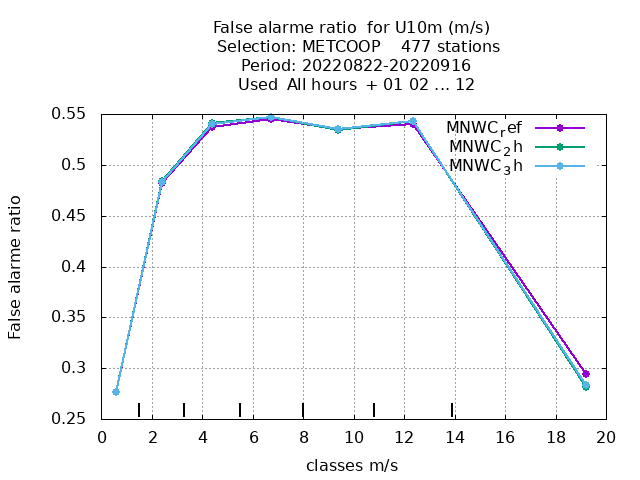 False alarme ratio  for U10m (m/s)
Selection: METCOOP    477 stations
Period: 20220822-20220916
Used  All hours  + 01 02 ... 12
0.55
0.5
0.45
0.4
0.35
0.3
0.25
False alarme ratio
MNWC_ref
MNWC_2h
MNWC_3h
0 2 4 6 8 10 12 14 16 18 20
classes m/s